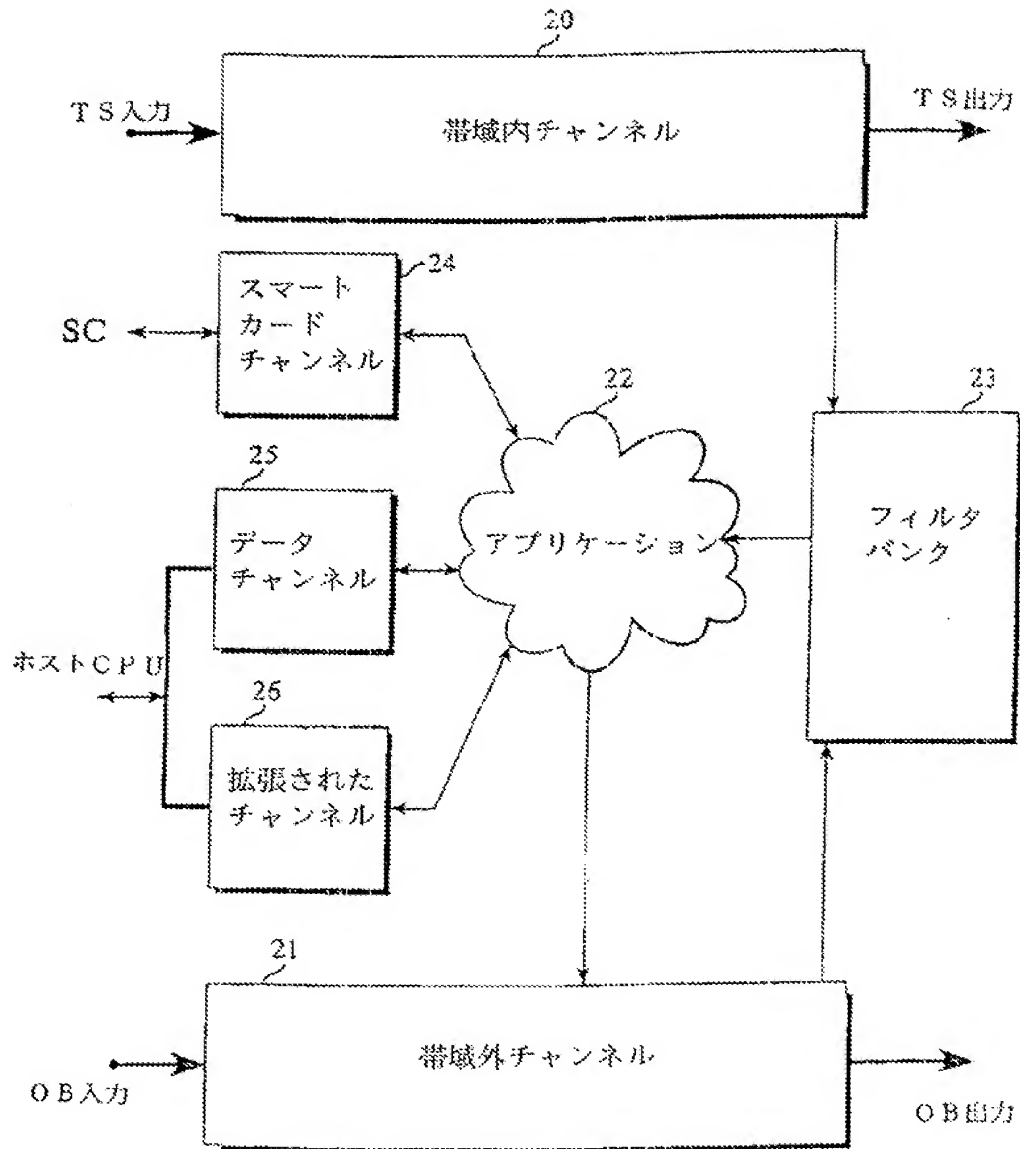 20
TS入力
帯域内チャンネル
TS出力
24
スマート
カード
チャンネル
SC
22
23
25
データ
チャンネル
アプリケーション
フィルタ
バンク
ホストCPU
26
拡張された
チャンネル
21
帯域外チャンネル
OB入力
OB出力